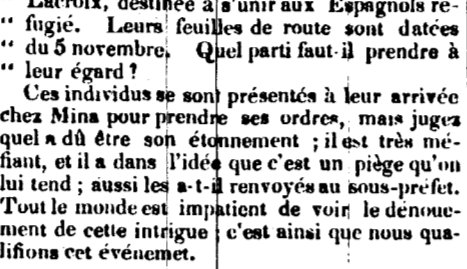 Lacroix, destinée à s'unir aux Espagnols re-
“ fugié. Leurs feuilles de route sont datées
“ du 5 novembre. Quel parti faut-il prendre à
“ leur égard ?
Ces individus se sont présentés à leur arrivée
chez Mina pour prendre ses ordres, mais jugez
quel a dû être son étonnement ; il est très mé-
fiant, et il a dans l'idée que c'est un piège qu'on
lui tend ; aussi les a-t-il renvoyés au sous-préfet.
Tout le monde est impatient de voir le dénoue-
ment de cette intrigue ; c'est ainsi que nous qua-
lifions cet événemet.